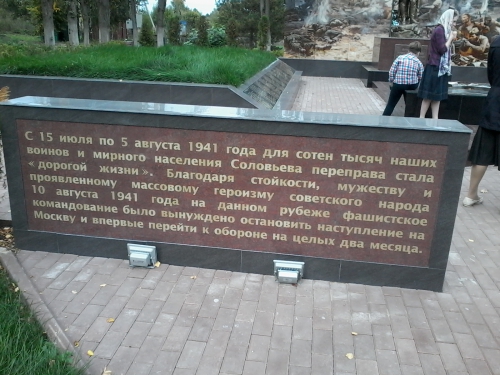 С 15 июля по 5 августа 1941 года для сотен тысяч наших
воинов и мирного населения Соловьева переправа стала
«дорогой жизни». Благодаря стойкости, мужеству и
проявленному массовому героизму советского народа
10 августа 1941 года на данном рубеже фашистское
командование было вынуждено остановить наступление на
Москву и впервые перейти к обороне на целых два месяца.